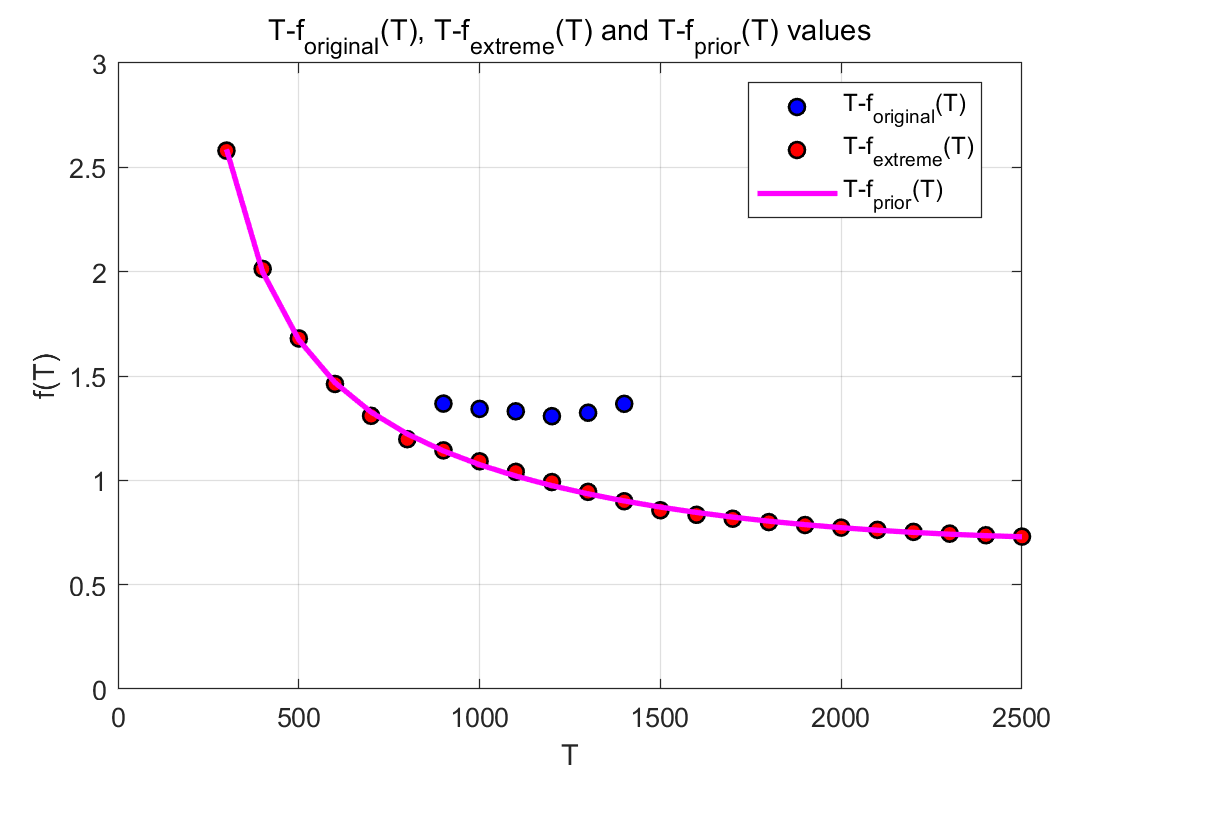 T-f_original(T), T-f_extreme(T) and T-f_prior(T) values
3
2.5
2
1.5
1
0.5
0
f(T)
T-f_original(T)
T-f_extreme(T)
T-f_prior(T)
0 500 1000 1500 2000 2500
T